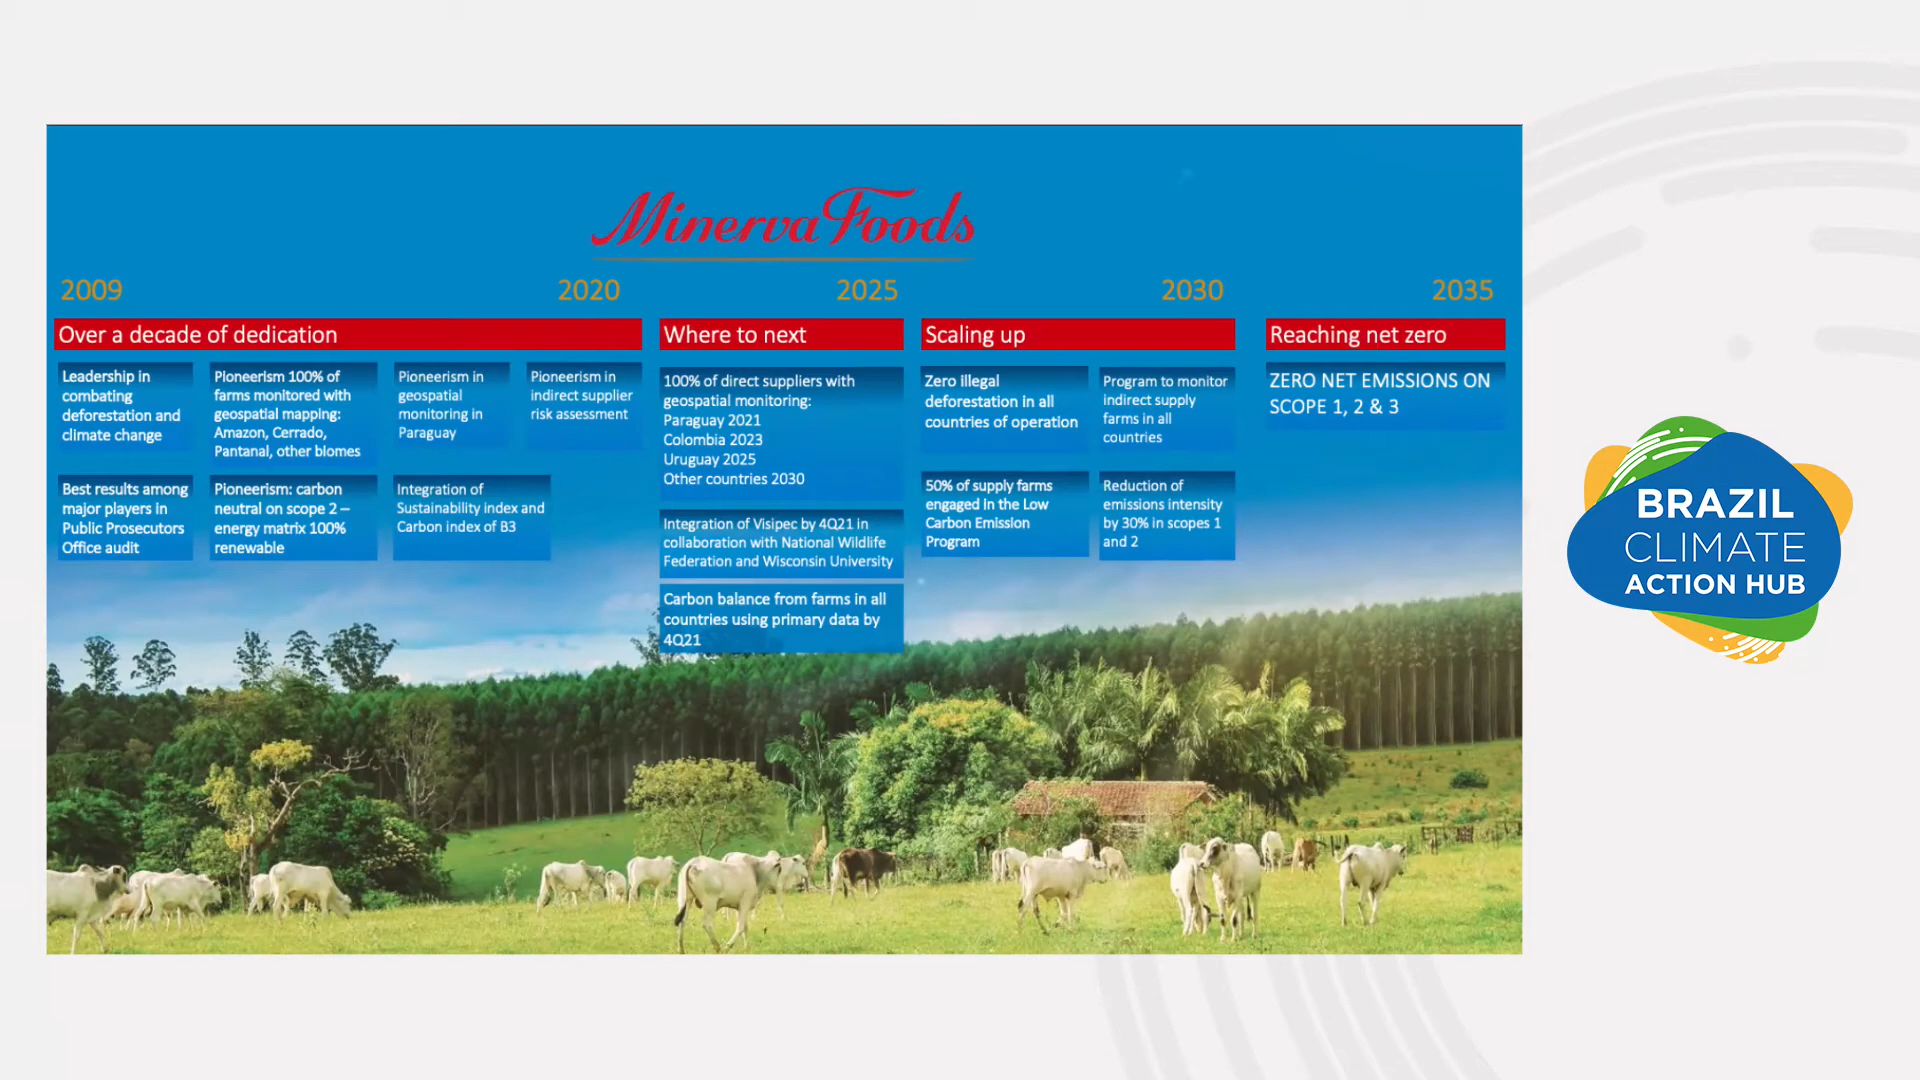 Minerva Foods
2009
2020
2025
2030
2035
Over a decade of dedication
Leadership in
combating
deforestation and
climate change
Pioneerism 100% of
farms monitored with
geospatial mapping:
Amazon, Cerrado,
Pantanal, other biomes
Pioneerism in
geospatial
monitoring in
Paraguay
Pioneerism in
indirect supplier
risk assessment
Best results among
major players in
Public Prosecutors
Office audit
Pioneerism: carbon
neutral on scope 2 –
energy matrix 100%
renewable
Integration of
Sustainability index and
Carbon index of B3
Where to next
100% of direct suppliers with
geospatial monitoring:
Paraguay 2021
Colombia 2023
Uruguay 2025
Other countries 2030
Integration of Visipec by 4Q21 in
collaboration with National Wildlife
Federation and Wisconsin University
Carbon balance from farms in all
countries using primary data by
4Q21
Scaling up
Zero illegal
deforestation in all
countries of operation
Program to monitor
indirect supply
farms in all
countries
50% of supply farms
engaged in the Low
Carbon Emission
Program
Reduction of
emissions intensity
by 30% in scopes 1
and 2
Reaching net zero
ZERO NET EMISSIONS ON
SCOPE 1, 2 & 3
BRAZIL
CLIMATE
ACTION HUB